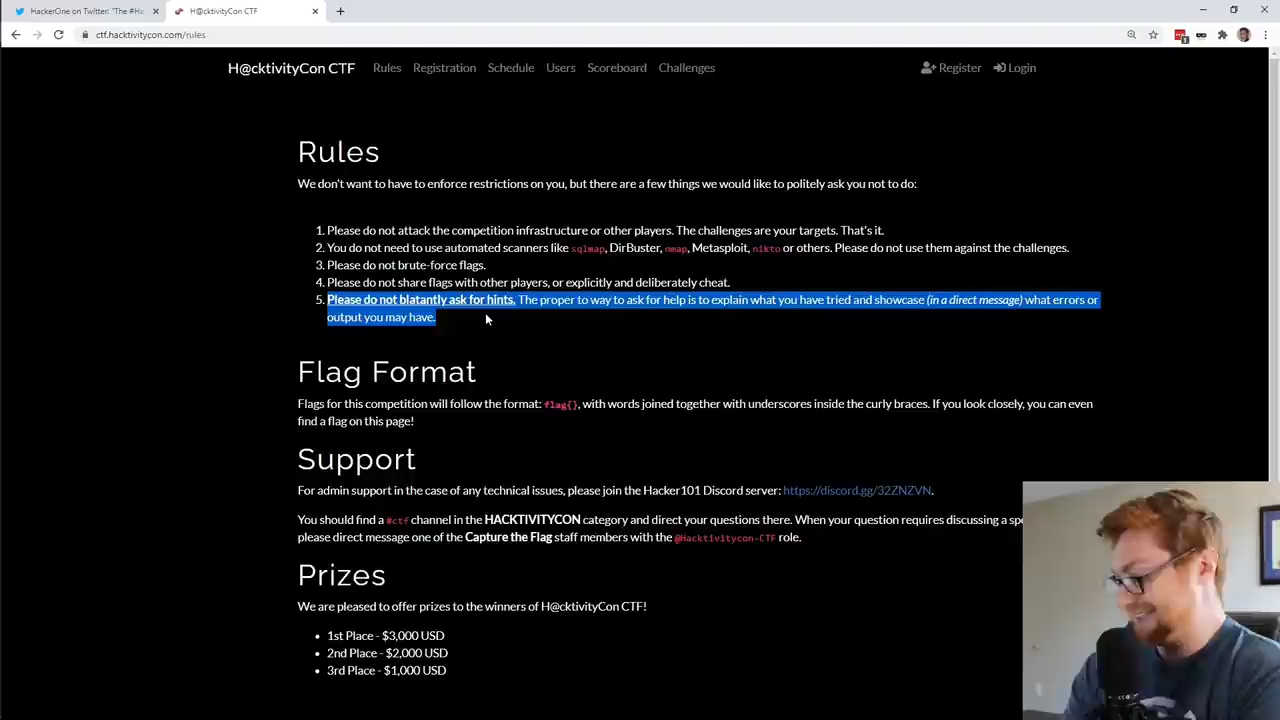 HackerOne on Twitter: "The #Ha
H@cktivityCon CTF
ctf.hacktivitycon.com/rules
H@cktivityCon CTF Rules Registration Schedule Users Scoreboard Challenges Register Login
Rules
We don't want to have to enforce restrictions on you, but there are a few things we would like to politely ask you not to do:
1. Please do not attack the competition infrastructure or other players. The challenges are your targets. That's it.
2. You do not need to use automated scanners like sqlmap, DirBuster, nmap, Metasploit, nikto or others. Please do not use them against the challenges.
3. Please do not brute-force flags.
4. Please do not share flags with other players, or explicitly and deliberately cheat.
5. Please do not blatantly ask for hints. The proper to way to ask for help is to explain what you have tried and showcase (in a direct message) what errors or
output you may have.
Flag Format
Flags for this competition will follow the format: flag{}, with words joined together with underscores inside the curly braces. If you look closely, you can even
find a flag on this page!
Support
For admin support in the case of any technical issues, please join the Hacker101 Discord server: https://discord.gg/32ZNZVN.
You should find a #ctf channel in the HACKTIVITYCON category and direct your questions there. When your question requires discussing a
please direct message one of the Capture the Flag staff members with the @Hacktivitycon-CTF role.
Prizes
We are pleased to offer prizes to the winners of H@cktivityCon CTF!
• 1st Place - $3,000 USD
• 2nd Place - $2,000 USD
• 3rd Place - $1,000 USD